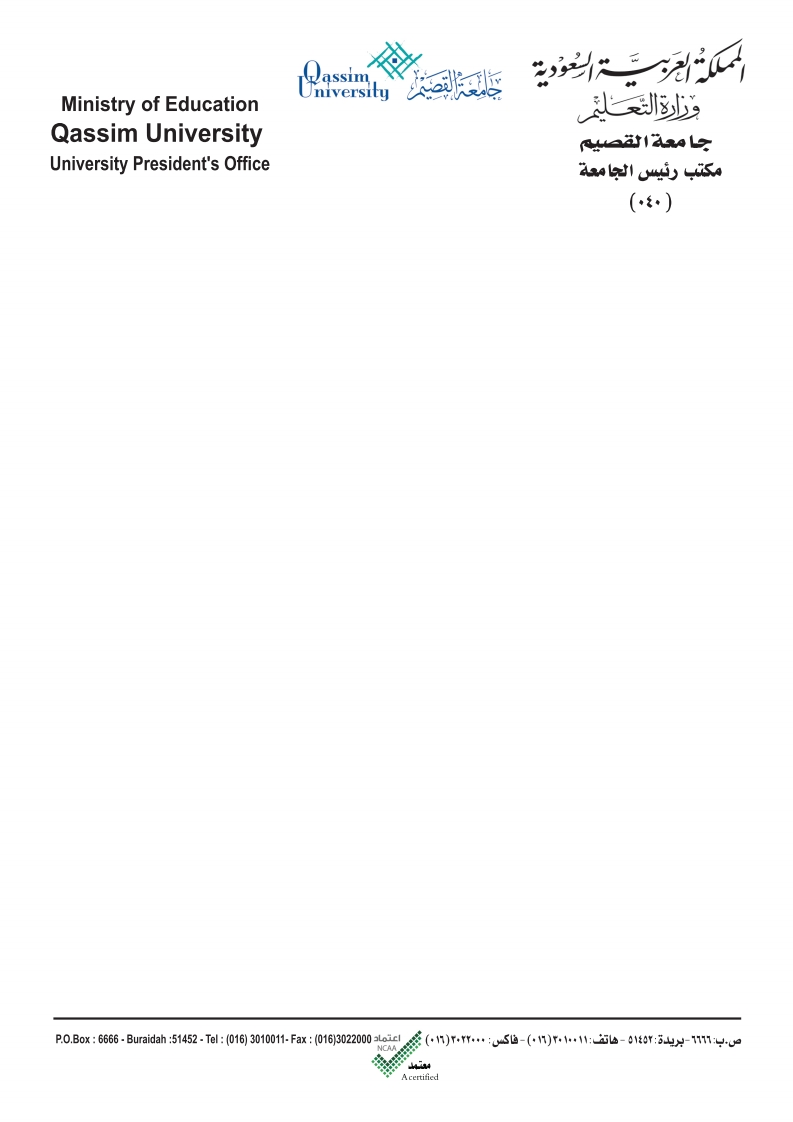 Ministry of Education
Qassim University
University President's Office
Qassim
University
جامعة القصيم
المملكة العربية السعودية
وزارة التعليم
جامعة القصيم
مكتب رئيس الجامعة
(٠٤٠)
P.O.Box : 6666 - Buraidah :51452 - Tel : (016) 3010011- Fax : (016)3022000
اعتماد
NCAA
معتمد
A certified
ص.ب: ٦٦٦٦ - بريدة: ٥١٤٥٢ - هاتف: ٣٠١٠٠١١ (٠١٦) - فاكس: ٣٠٢٢٠٠٠ (٠١٦)